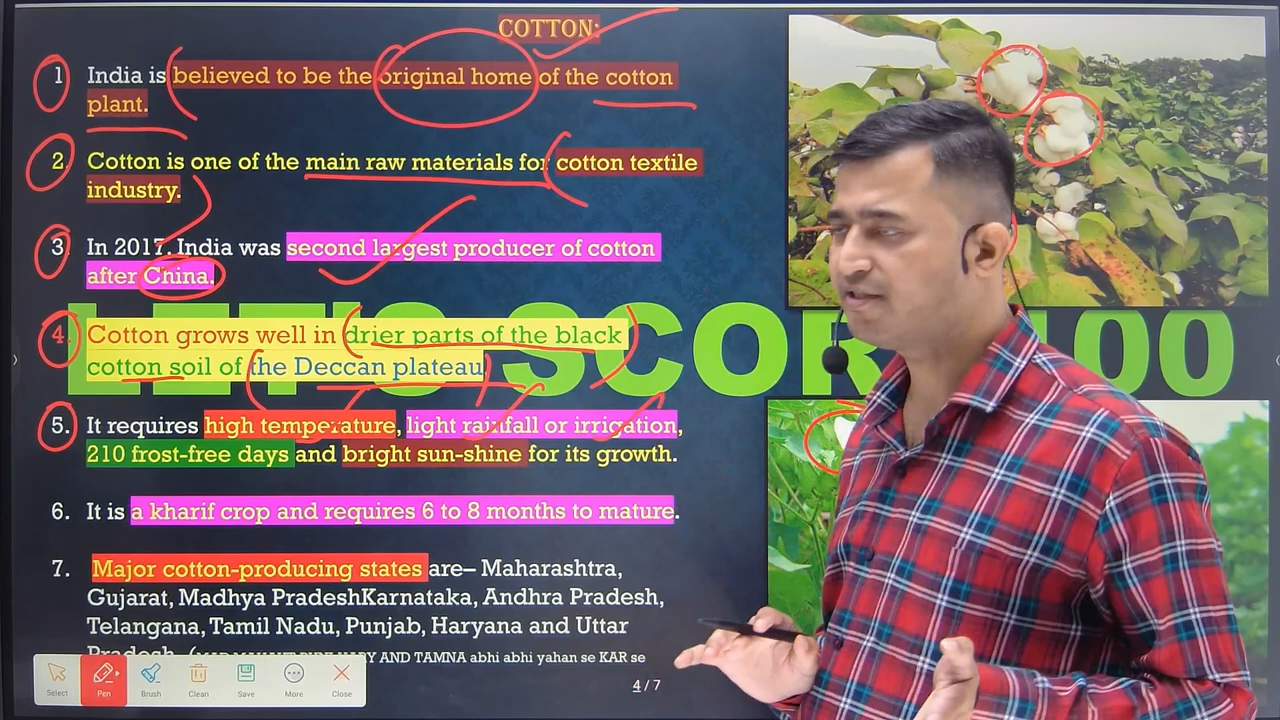 COTTON:
1 India is believed to be the original home of the cotton
plant.
2. Cotton is one of the main raw materials for cotton textile
industry.
3. In 2017, India was second largest producer of cotton
after China.
LET'S SCORE 100
4. Cotton grows well in drier parts of the black
cotton soil of the Deccan plateau
5. It requires high temperature, light rainfall or irrigation,
210 frost-free days and bright sun-shine for its growth.
6. It is a kharif crop and requires 6 to 8 months to mature.
7. Major cotton-producing states are– Maharashtra,
Gujarat, Madhya PradeshKarnataka, Andhra Pradesh,
Telangana, Tamil Nadu, Punjab, Haryana and Uttar
Pradesh. AND TAMNA abhi abhi yahan se KAR se
Select Pen Brush Clean Save More Close
4/7